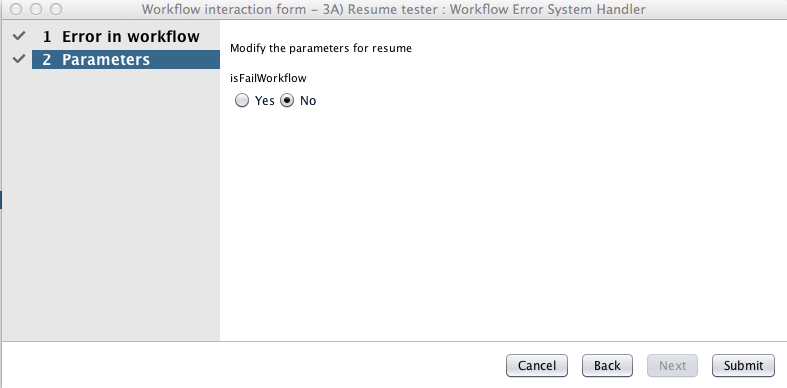 Workflow interaction form – 3A) Resume tester : Workflow Error System Handler
1 Error in workflow
2 Parameters
Modify the parameters for resume
isFailWorkflow
Yes No
Cancel Back Next Submit